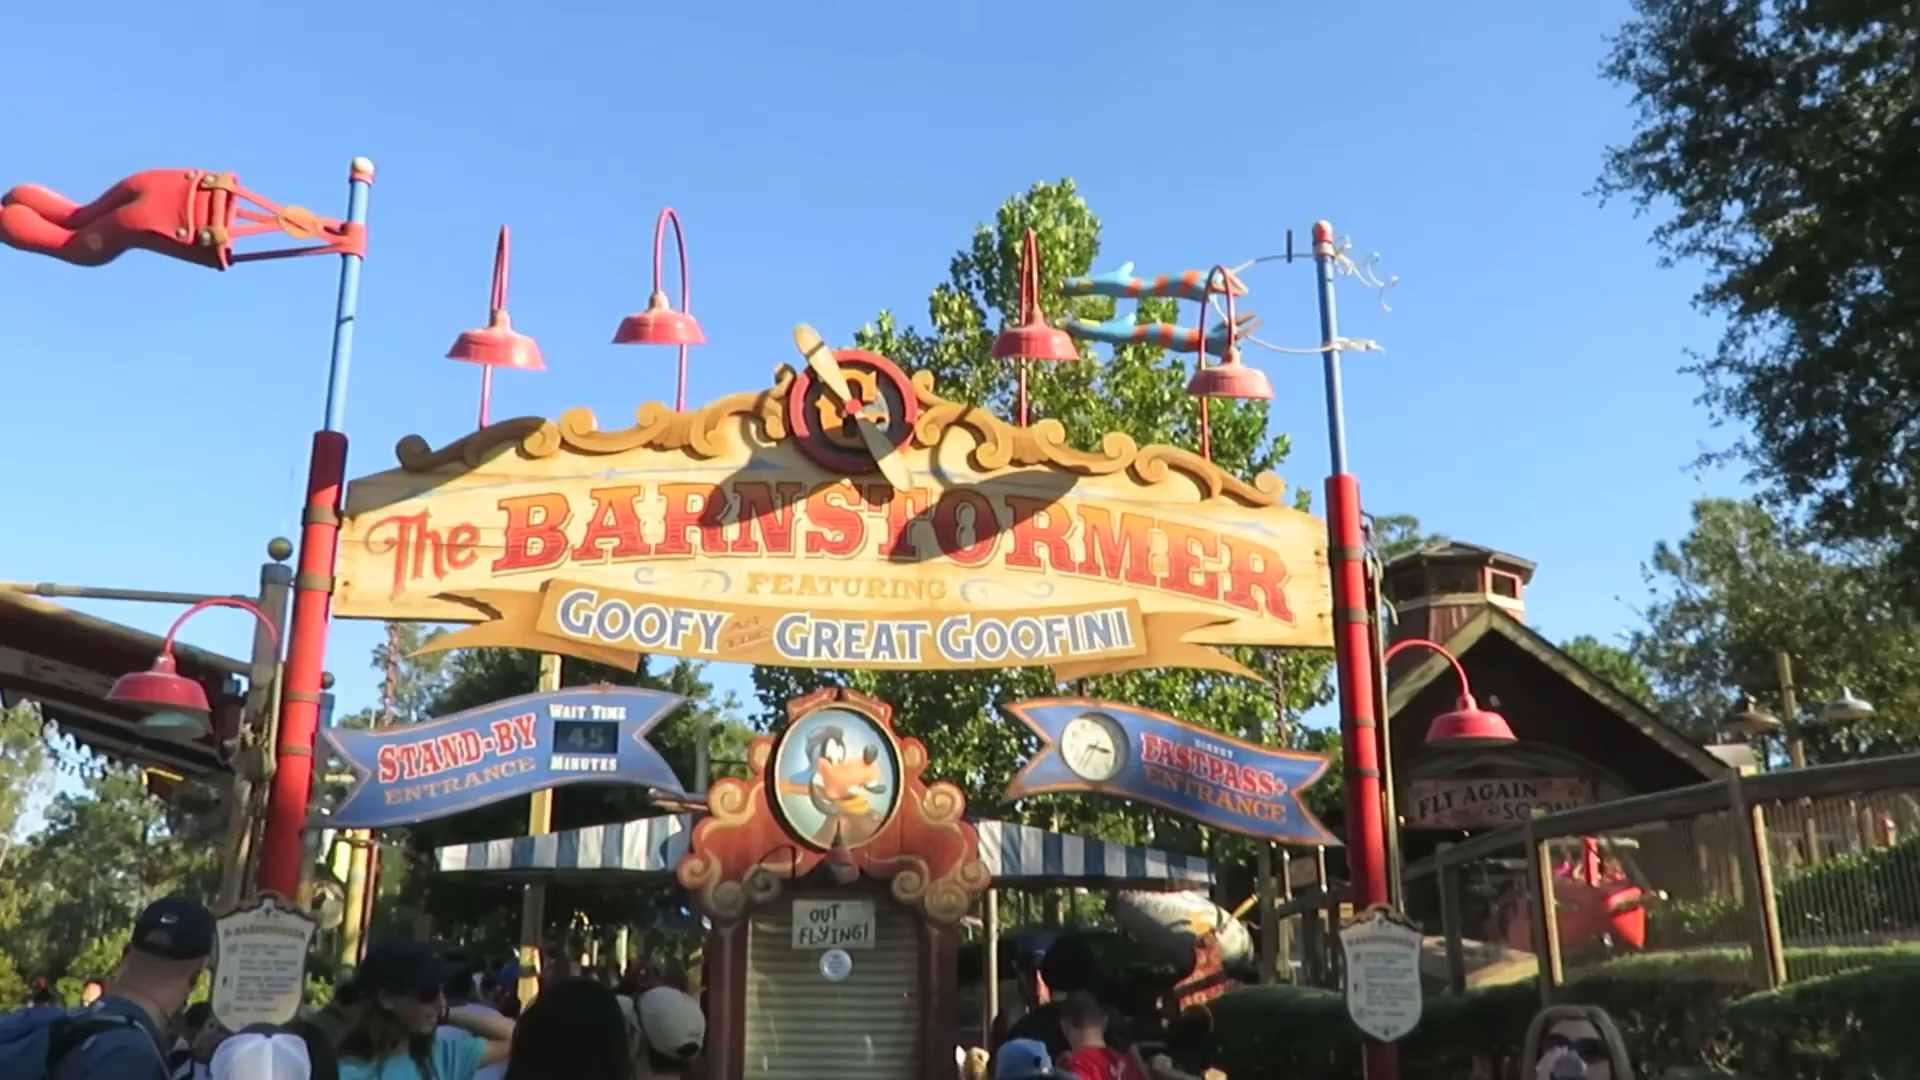 The BARNSTORMER
FEATURING
GOOFY AS THE GREAT GOOFINI
STAND-BY
ENTRANCE
WAIT TIME
45
MINUTES
DISNEY
FASTPASS+
ENTRANCE
FLY AGAIN
SOON!
OUT
FLYING!